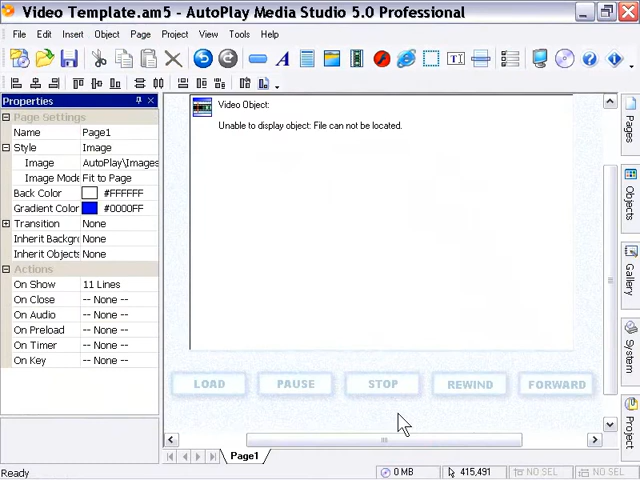 Video Template.am5 - AutoPlay Media Studio 5.0 Professional
File Edit Insert Object Page Project View Tools Help
Properties
Page Settings
Name Page1
Style Image
Image AutoPlay\Images
Image Mode Fit to Page
Back Color #FFFFFF
Gradient Color #0000FF
Transition None
Inherit Backgr None
Inherit Objects None
Actions
On Show 11 Lines
On Close -- None --
On Audio -- None --
On Preload -- None --
On Timer -- None --
On Key -- None --
Video Object:
Unable to display object: File can not be located.
LOAD PAUSE STOP REWIND FORWARD
Page1
Pages
Objects
Gallery
System
Project
Ready 0 MB 415,491 NO SEL NO SEL